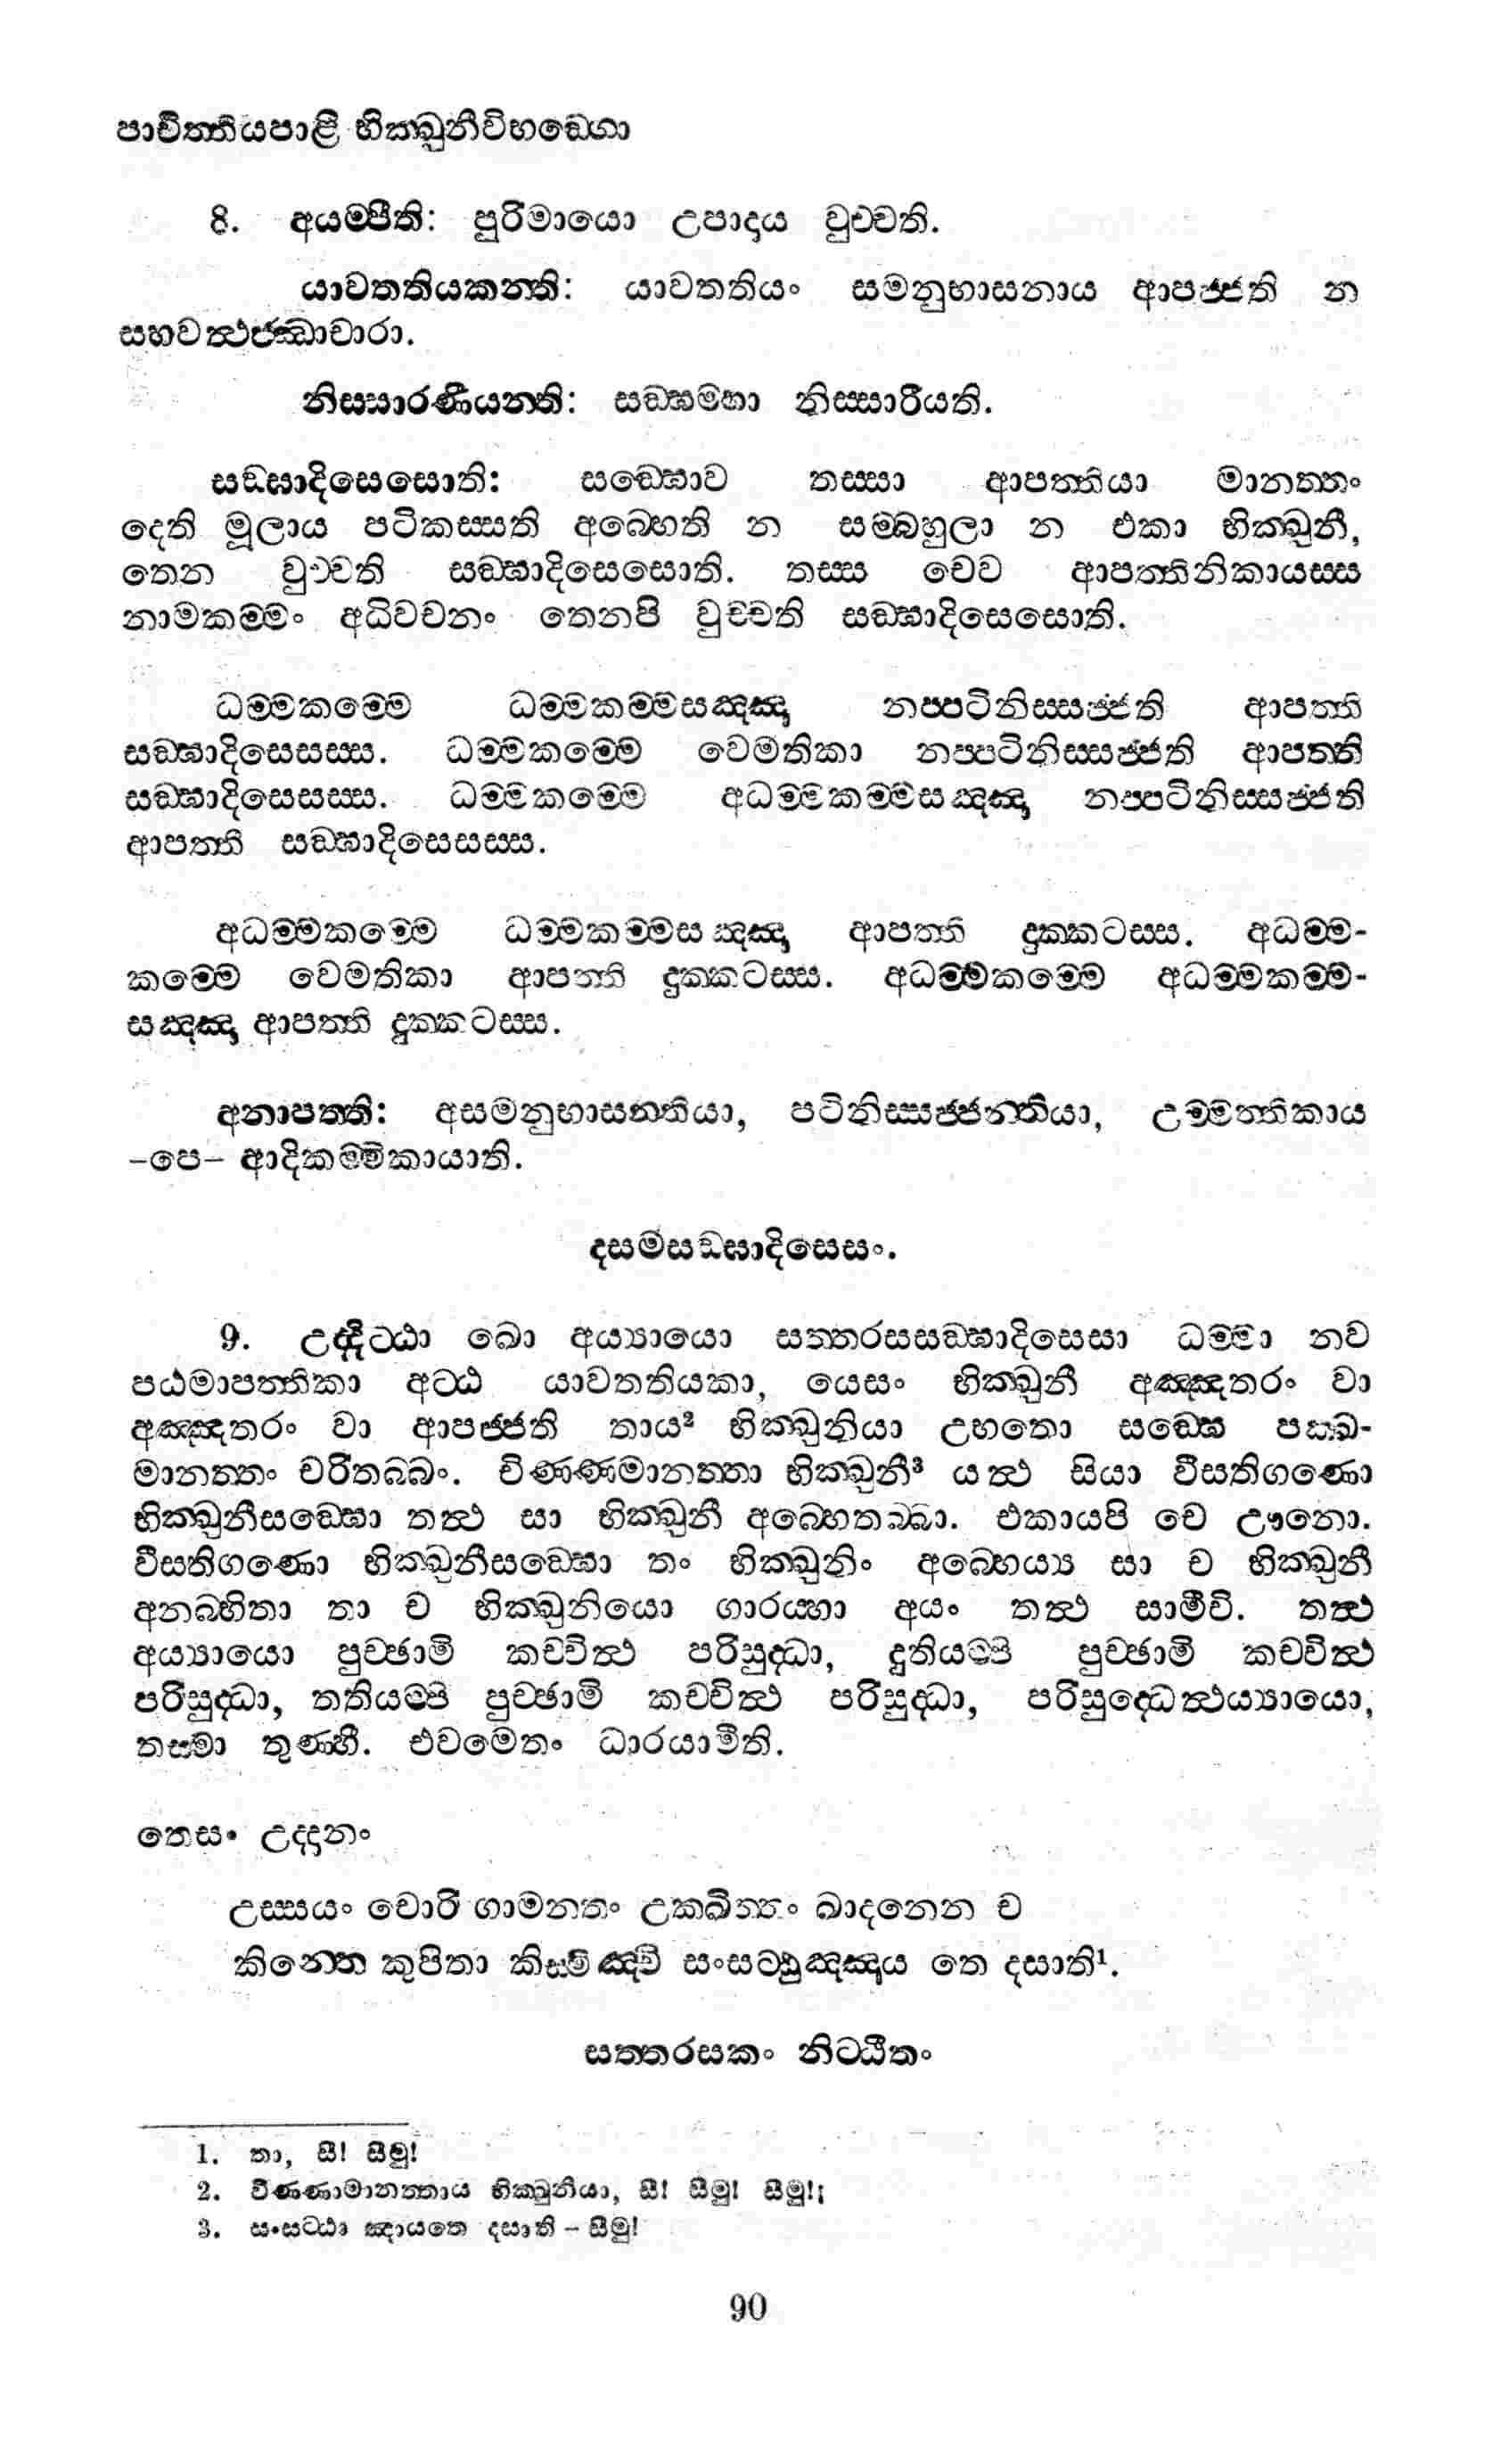 පාචිත්තියපාළි භික්ඛුනීවිභඞ්ගො
8. අයම්පීති: පුරිමායො උපාදාය වුච්චති.
යාවතතියකන්ති: යාවතතියං සමනුභාසනාය ආපජ්ජති න
සහවත්ථජ්ඣාචාරා.
නිස්සාරණීයන්ති: සඞ්ඝම්හා නිස්සාරීයති.
සඞ්ඝාදිසෙසොති: සඞ්ඝොව තස්සා ආපත්තියා මානත්තං
දෙති මූලාය පටිකස්සති අබ්භෙති න සම්බහුලා න එකා භික්ඛුනී,
තෙන වුච්චති සඞ්ඝාදිසෙසොති. තස්ස චෙව ආපත්තිනිකායස්ස
නාමකම්මං අධිවචනං තෙනපි වුච්චති සඞ්ඝාදිසෙසොති.
ධම්මකම්මෙ ධම්මකම්මසඤ්ඤා නප්පටිනිස්සජ්ජති ආපත්ති
සඞ්ඝාදිසෙසස්ස. ධම්මකම්මෙ වෙමතිකා නප්පටිනිස්සජ්ජති ආපත්ති
සඞ්ඝාදිසෙසස්ස. ධම්මකම්මෙ අධම්මකම්මසඤ්ඤා නප්පටිනිස්සජ්ජති
ආපත්ති සඞ්ඝාදිසෙසස්ස.
අධම්මකම්මෙ ධම්මකම්මසඤ්ඤා ආපත්ති දුක්කටස්ස. අධම්ම-
කම්මෙ වෙමතිකා ආපත්ති දුක්කටස්ස. අධම්මකම්මෙ අධම්මකම්ම-
සඤ්ඤා ආපත්ති දුක්කටස්ස.
අනාපත්ති: අසමනුභාසන්තියා, පටිනිස්සජ්ජන්තියා, උම්මත්තිකාය
–පෙ– ආදිකම්මිකායාති.
දසමසඞ්ඝාදිසෙසං.
9. උද්දිට්ඨා ඛො අය්‍යායො සත්තරසසඞ්ඝාදිසෙසා ධම්මා නව
පඨමාපත්තිකා අට්ඨ යාවතතියකා, යෙසං භික්ඛුනී අඤ්ඤතරං වා
අඤ්ඤතරං වා ආපජ්ජති තාය² භික්ඛුනියා උභතො සඞ්ඝෙ පක්ඛ-
මානත්තං චරිතබ්බං. චිණ්ණමානත්තා භික්ඛුනී³ යත්ථ සියා වීසතිගණො
භික්ඛුනීසඞ්ඝො තත්ථ සා භික්ඛුනී අබ්භෙතබ්බා. එකායපි චෙ ඌනො.
වීසතිගණො භික්ඛුනීසඞ්ඝො තං භික්ඛුනිං අබ්භෙය්‍ය සා ච භික්ඛුනී
අනබ්භිතා තා ච භික්ඛුනියො ගාරය්හා අයං තත්ථ සාමීචි. තත්ථ
අය්‍යායො පුච්ඡාමි කච්චිත්ථ පරිසුද්ධා, දුතියම්පි පුච්ඡාමි කච්චිත්ථ
පරිසුද්ධා, තතියම්පි පුච්ඡාමි කච්චිත්ථ පරිසුද්ධා, පරිසුද්ධෙත්ථය්‍යායො,
තස්මා තුණ්හී. එවමෙතං ධාරයාමීති.
තෙසං උද්දානං
උස්සයං චොරි ගාමන්තං උක්ඛිත්තං ඛාදනෙන ච
කින්තෙ කුපිතා කිස්මිඤ්චි සංසට්ඨුඤ්ඤාය තෙ දසාති¹.
සත්තරසකං නිට්ඨිතං
1. තා, සී! සීමු!
2. චිණ්ණාමානත්තාය භික්ඛුනියා, සී! සීමු! සීමු!¡
3. සංසට්ඨා ඤායතෙ දසාති – සීමු!
90